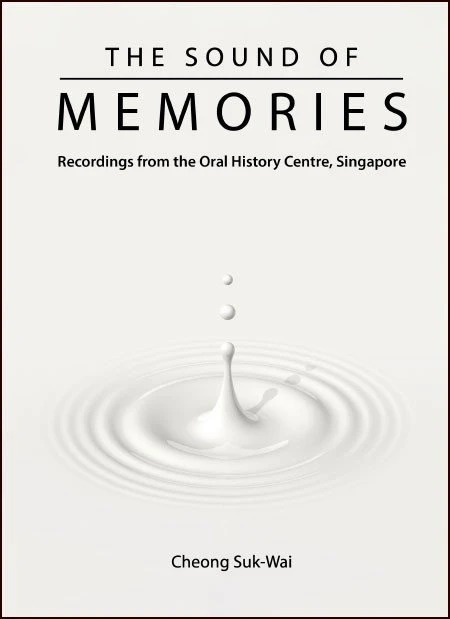 THE SOUND OF
MEMORIES
Recordings from the Oral History Centre, Singapore
Cheong Suk-Wai